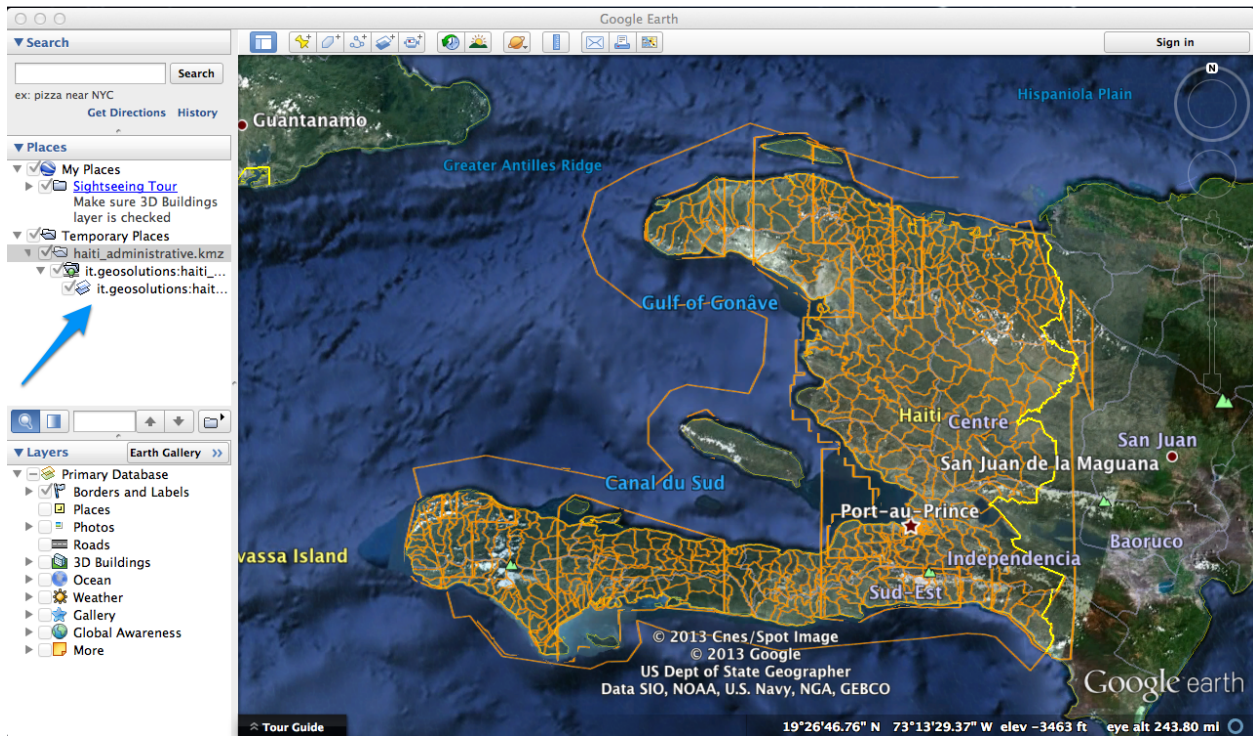 Google Earth
Search
Search
ex: pizza near NYC
Get Directions History
Places
My Places
Sightseeing Tour
Make sure 3D Buildings
layer is checked
Temporary Places
haiti_administrative.kmz
it.geosolutions:haiti_...
it.geosolutions:hait...
Layers
Earth Gallery >>
Primary Database
Borders and Labels
Places
Photos
Roads
3D Buildings
Ocean
Weather
Gallery
Global Awareness
More
Sign in
N
Hispaniola Plain
Guantanamo
Greater Antilles Ridge
Gulf of Gonâve
Haiti
Centre
San Juan
San Juan de la Maguana
Canal du Sud
Port-au-Prince
Baoruco
vassa Island
Independencia
Sud-Est
© 2013 Cnes/Spot Image
© 2013 Google
US Dept of State Geographer
Data SIO, NOAA, U.S. Navy, NGA, GEBCO
Google earth
Tour Guide
19°26'46.76" N 73°13'29.37" W elev -3463 ft eye alt 243.80 mi